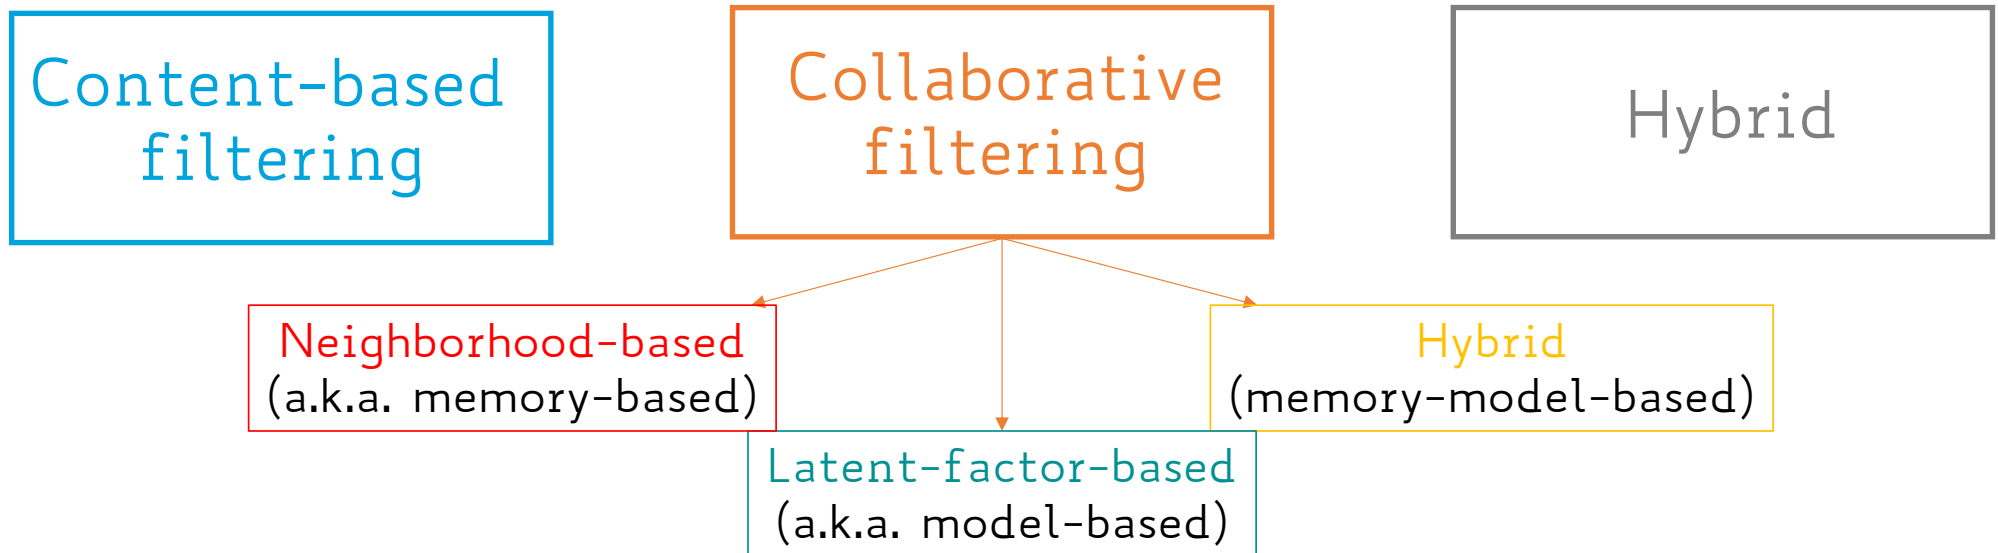 Content-based
filtering
Collaborative
filtering
Hybrid
Neighborhood-based
(a.k.a. memory-based)
Latent-factor-based
(a.k.a. model-based)
Hybrid
(memory-model-based)